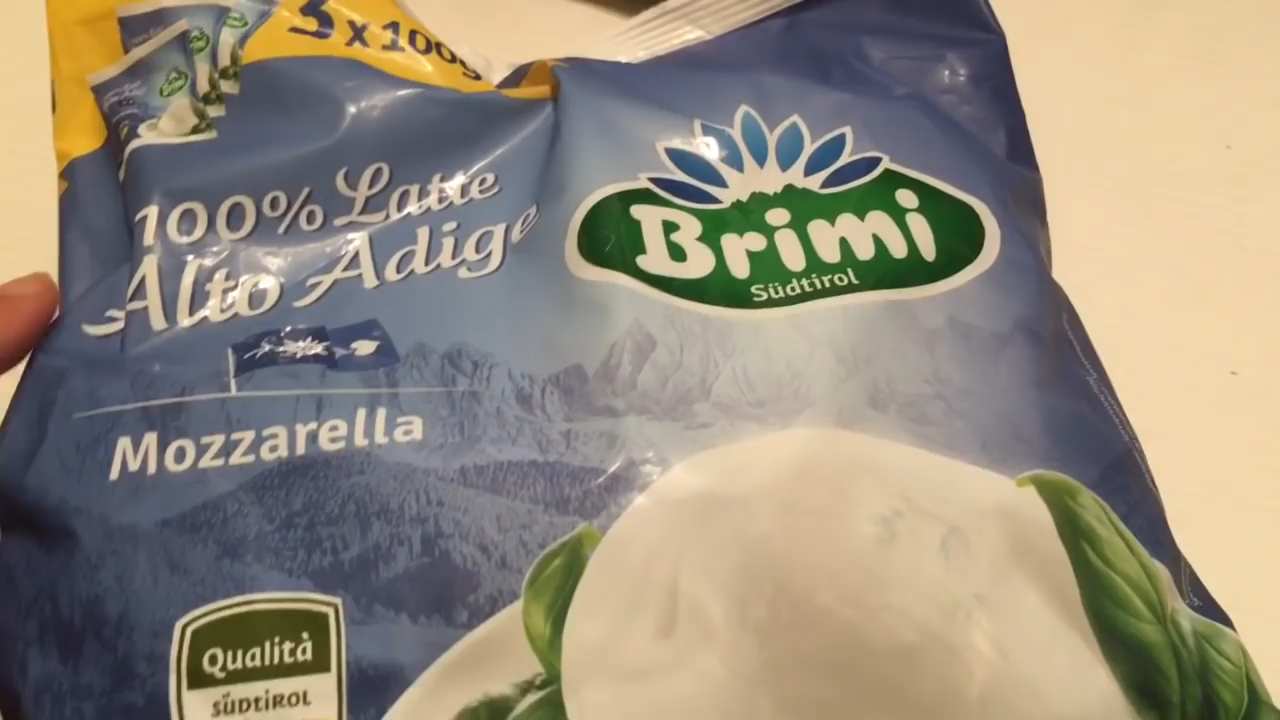 3 x 100g
100% Latte
Alto Adige
Brimi
Südtirol
Mozzarella
Qualità
SÜDTIROL